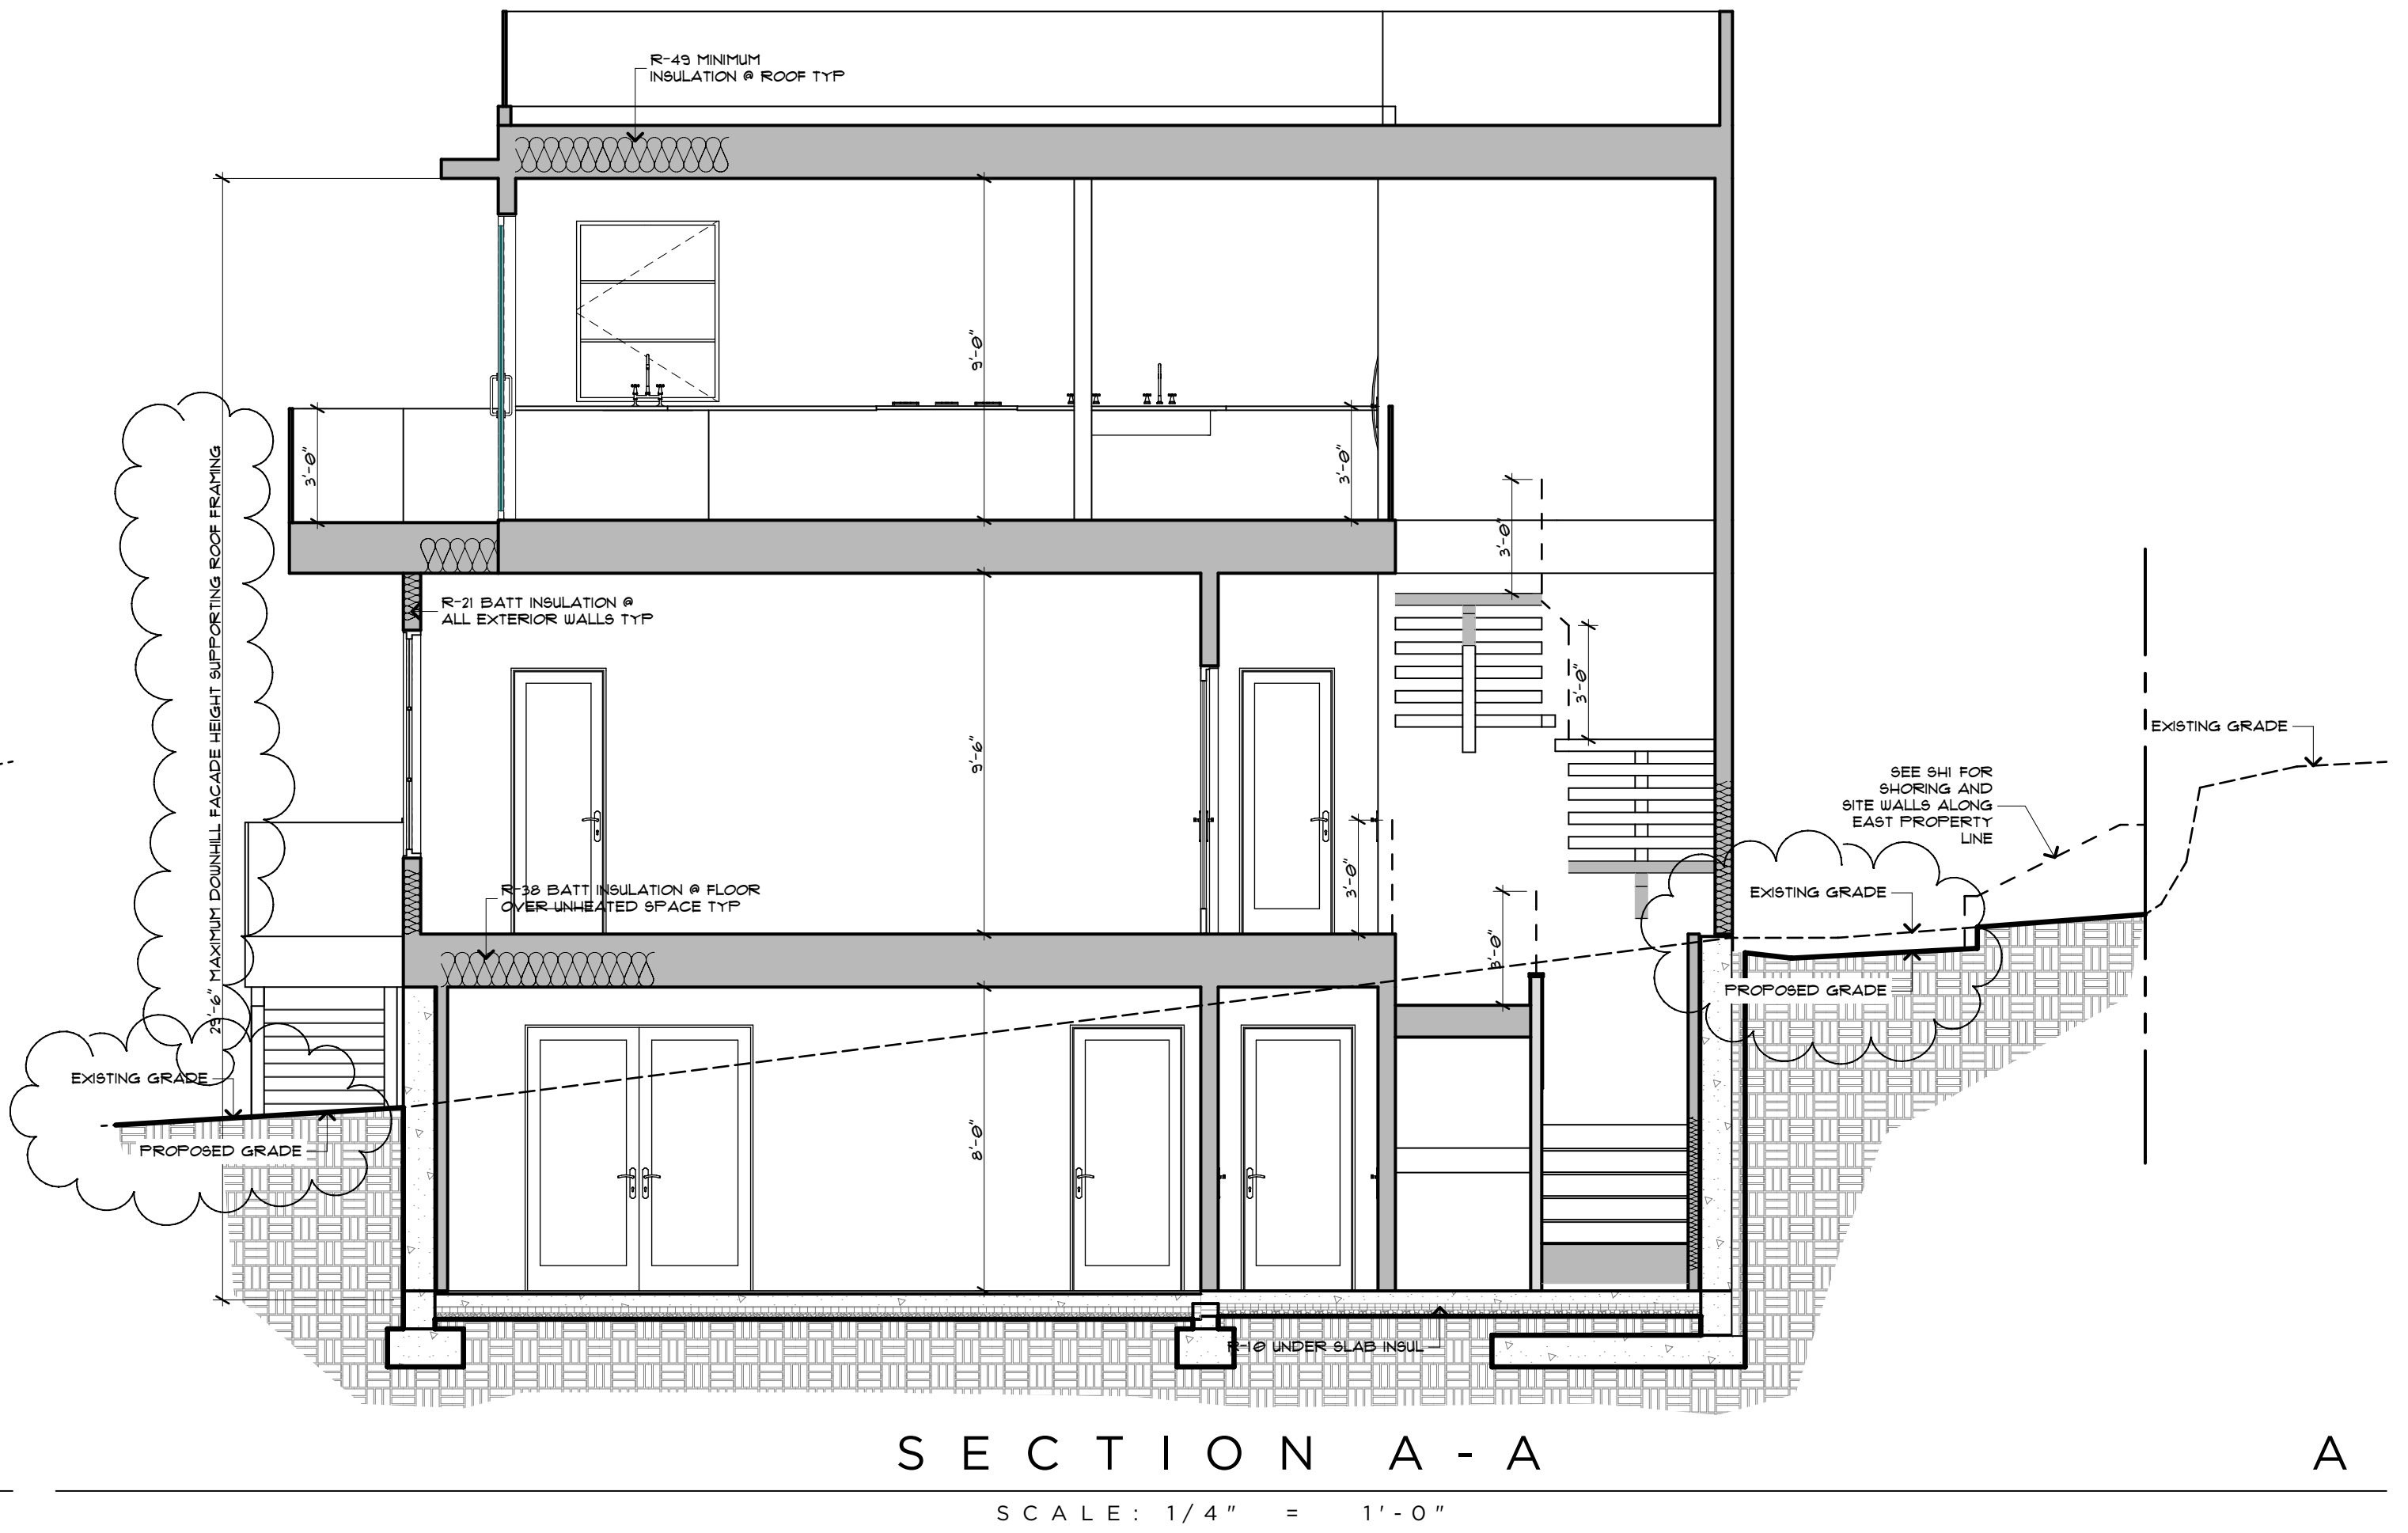 R-49 MINIMUM
INSULATION @ ROOF TYP
9'-0"
3'-0"
3'-0"
3'-0"
29'-6" MAXIMUM DOWNHILL FACADE HEIGHT SUPPORTING ROOF FRAMING
R-21 BATT INSULATION @
ALL EXTERIOR WALLS TYP
3'-0"
9'-6"
EXISTING GRADE
SEE SH1 FOR
SHORING AND
SITE WALLS ALONG
EAST PROPERTY
LINE
R-38 BATT INSULATION @ FLOOR
OVER UNHEATED SPACE TYP
3'-0"
EXISTING GRADE
3'-0"
PROPOSED GRADE
EXISTING GRADE
PROPOSED GRADE
8'-0"
R-10 UNDER SLAB INSUL
SECTION A-A
A
SCALE: 1/4" = 1'-0"